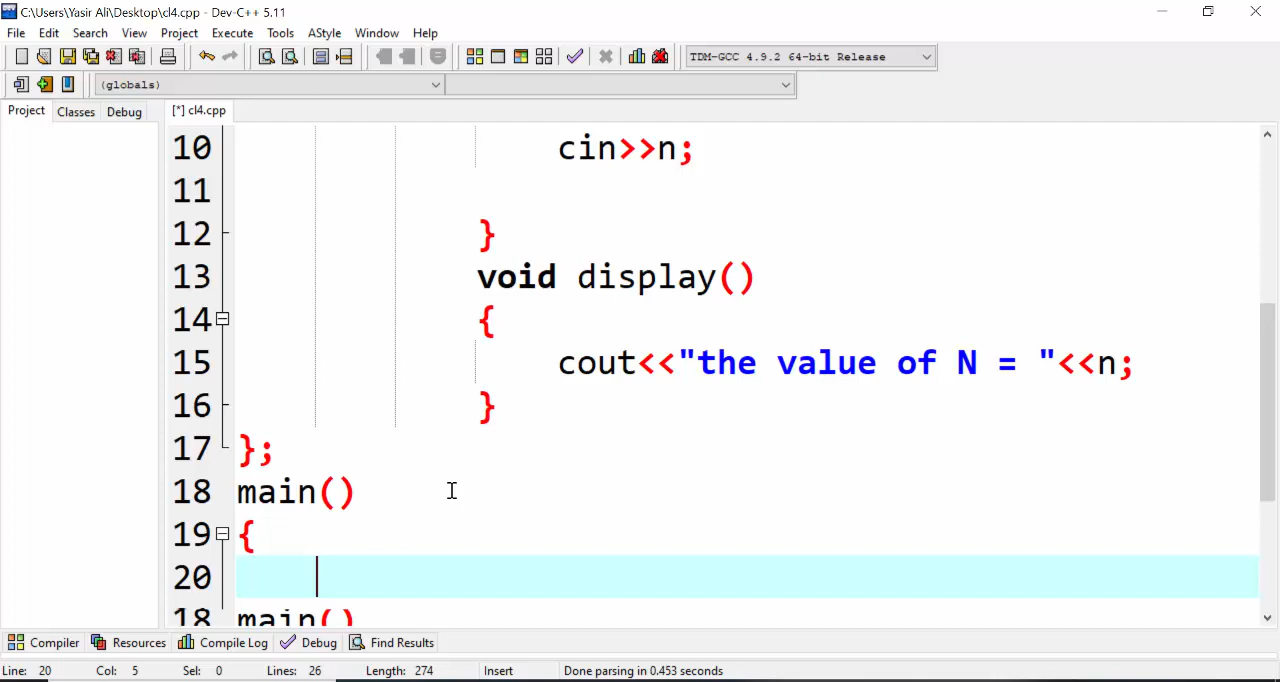 C:\Users\Yasir Ali\Desktop\cl4.cpp - Dev-C++ 5.11
File Edit Search View Project Execute Tools AStyle Window Help
TDM-GCC 4.9.2 64-bit Release
(globals)
Project Classes Debug [*] cl4.cpp
10 cin>>n;
11
12 }
13 void display()
14 {
15 cout<<"the value of N = "<<n;
16 }
17 };
18 main()
19 {
20
18 main()
Compiler Resources Compile Log Debug Find Results
Line: 20 Col: 5 Sel: 0 Lines: 26 Length: 274 Insert Done parsing in 0.453 seconds